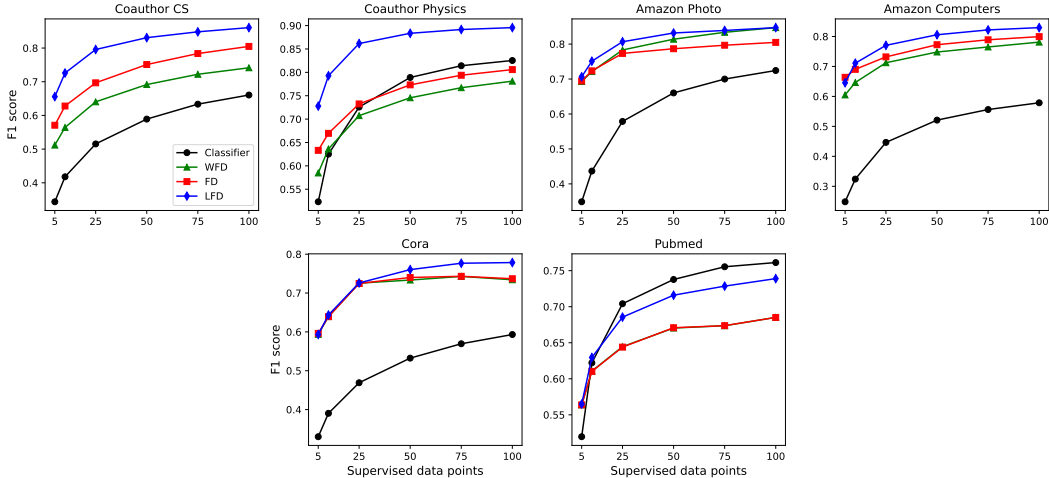 Coauthor CS
F1 score
0.8
0.7
0.6
0.5
0.4
5 25 50 75 100
Classifier
WFD
FD
LFD
Coauthor Physics
0.90
0.85
0.80
0.75
0.70
0.65
0.60
0.55
5 25 50 75 100
Amazon Photo
0.8
0.7
0.6
0.5
0.4
5 25 50 75 100
Amazon Computers
0.8
0.7
0.6
0.5
0.4
0.3
5 25 50 75 100
Cora
F1 score
0.8
0.7
0.6
0.5
0.4
5 25 50 75 100
Supervised data points
Pubmed
0.75
0.70
0.65
0.60
0.55
5 25 50 75 100
Supervised data points